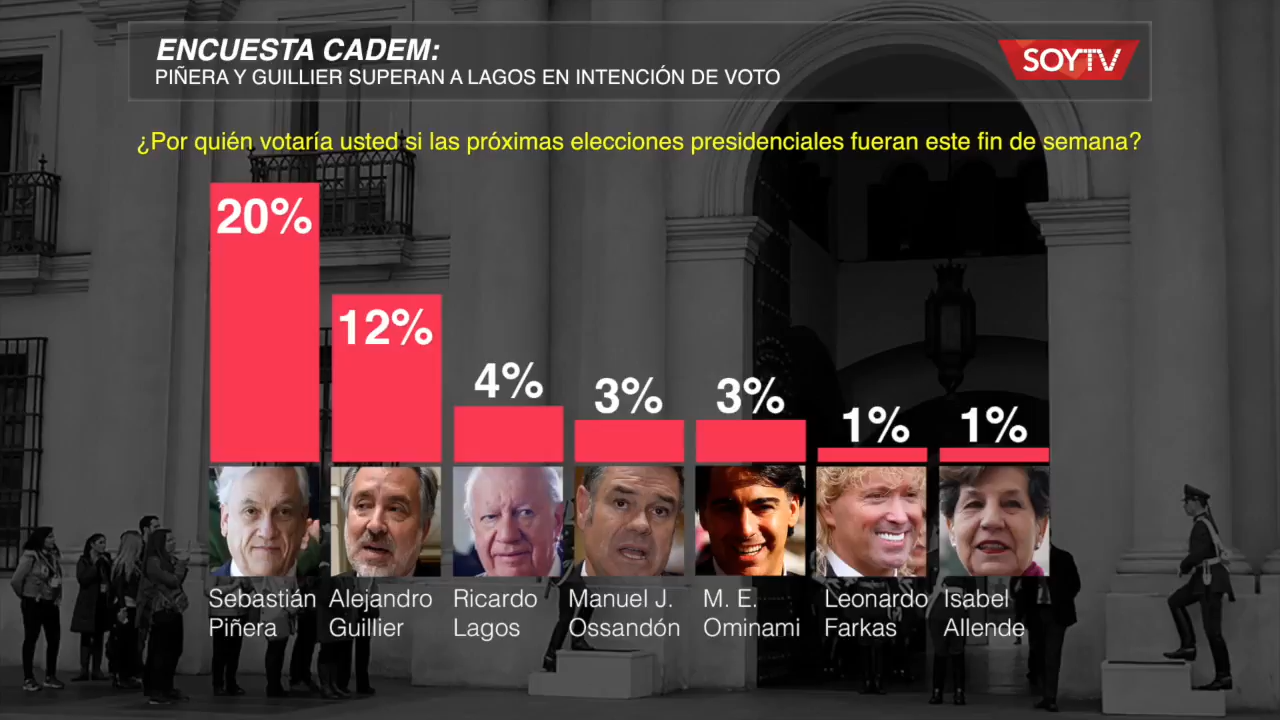 ENCUESTA CADEM:
PIÑERA Y GUILLIER SUPERAN A LAGOS EN INTENCIÓN DE VOTO
SOYTV
¿Por quién votaría usted si las próximas elecciones presidenciales fueran este fin de semana?
20%
12%
4%
3%
3%
1%
1%
Sebastián
Piñera
Alejandro
Guillier
Ricardo
Lagos
Manuel J.
Ossandón
M. E.
Ominami
Leonardo
Farkas
Isabel
Allende